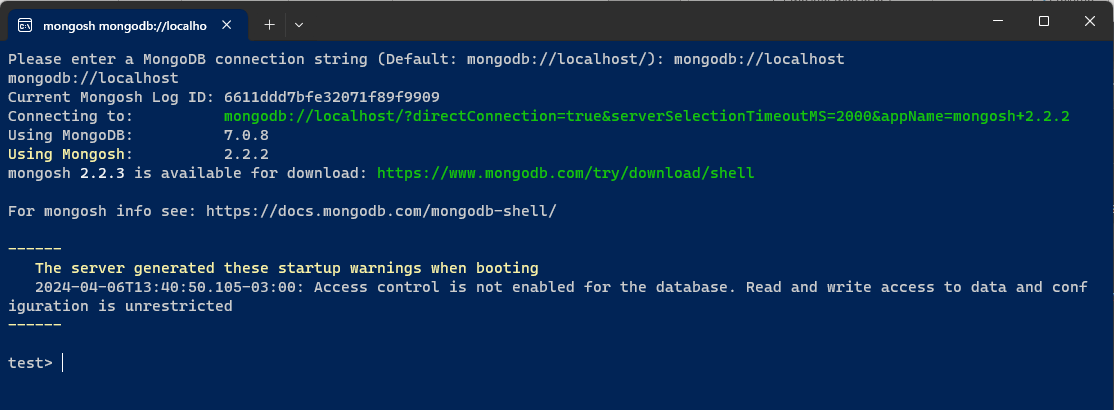 mongosh mongodb://localho
Please enter a MongoDB connection string (Default: mongodb://localhost/): mongodb://localhost
mongodb://localhost
Current Mongosh Log ID: 6611ddd7bfe32071f89f9909
Connecting to:          mongodb://localhost/?directConnection=true&serverSelectionTimeoutMS=2000&appName=mongosh+2.2.2
Using MongoDB:          7.0.8
Using Mongosh:          2.2.2
mongosh 2.2.3 is available for download: https://www.mongodb.com/try/download/shell
For mongosh info see: https://docs.mongodb.com/mongodb-shell/
------
The server generated these startup warnings when booting
2024-04-06T13:40:50.105-03:00: Access control is not enabled for the database. Read and write access to data and conf
iguration is unrestricted
------
test>